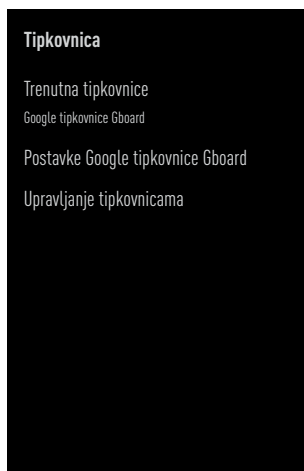 Tipkovnica
Trenutna tipkovnice
Google tipkovnice Gboard
Postavke Google tipkovnice Gboard
Upravljanje tipkovnicama